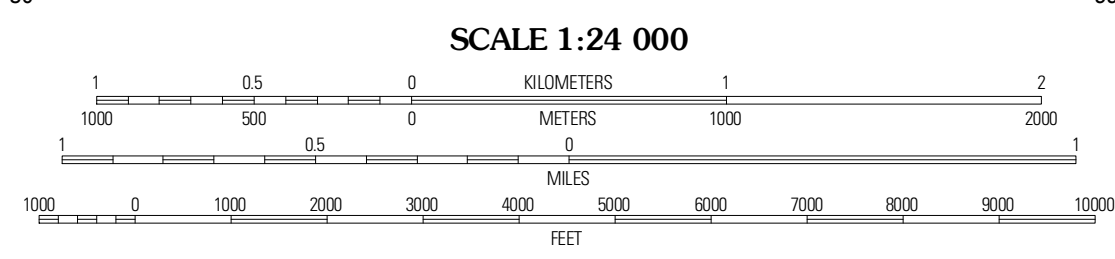 SCALE 1:24 000
1 0.5 0 KILOMETERS 1 2
1000 500 0 METERS 1000 2000
1 0.5 0 1
MILES
1000 0 1000 2000 3000 4000 5000 6000 7000 8000 9000 10000
FEET